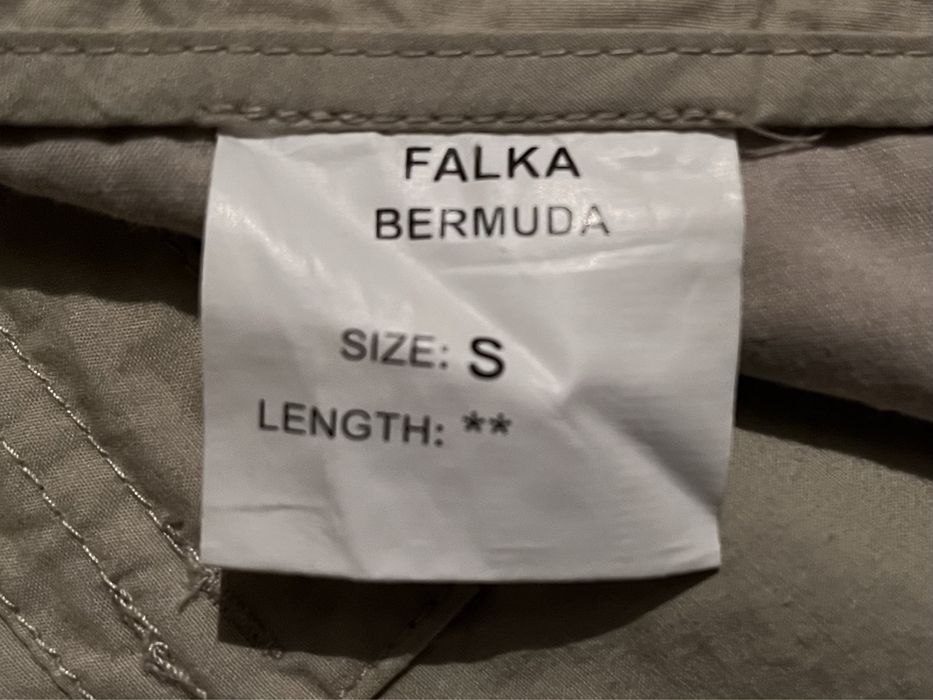 FALKA
BERMUDA
SIZE: S
LENGTH: **